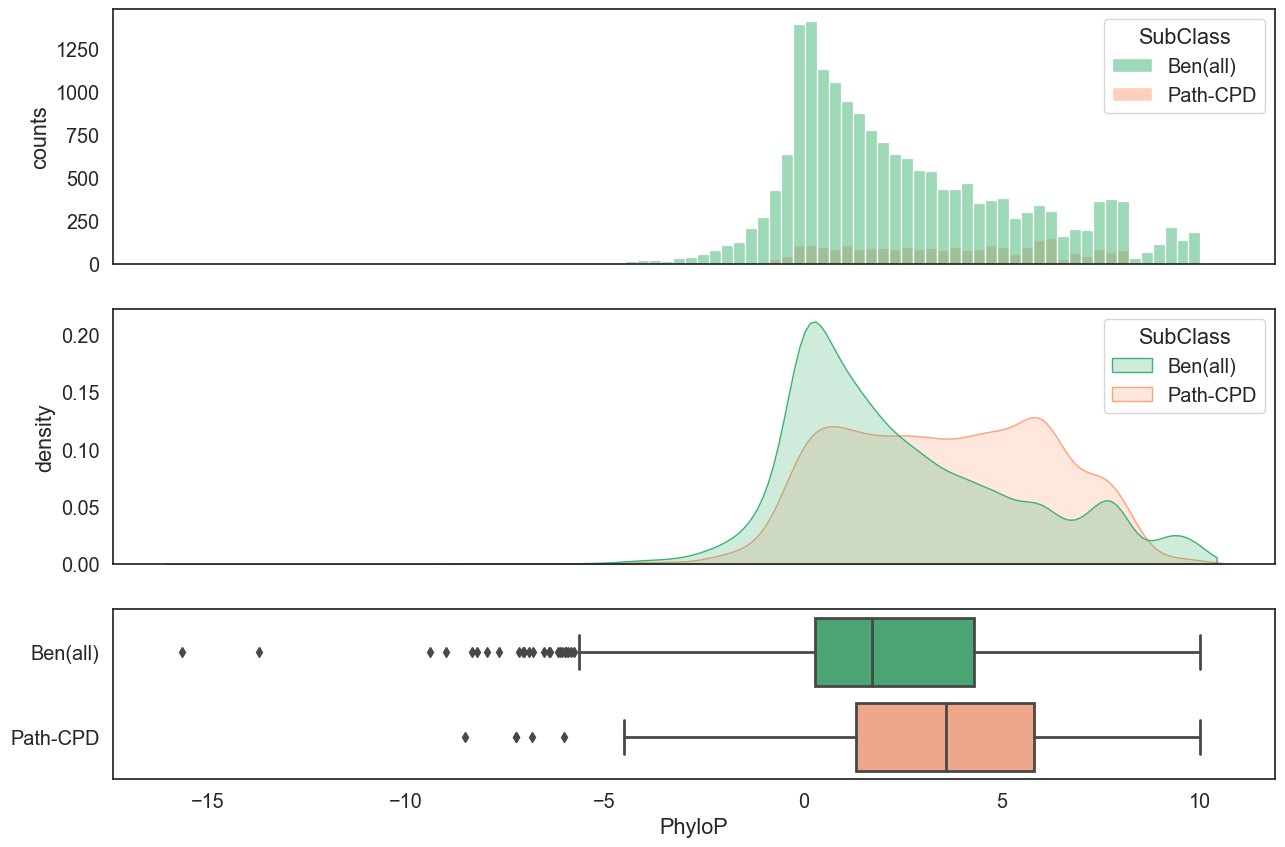 SubClass
Ben(all)
Path-CPD
1250
1000
750
500
250
0
counts
SubClass
Ben(all)
Path-CPD
0.20
0.15
0.10
0.05
0.00
density
Ben(all)
Path-CPD
−15 −10 −5 0 5 10
PhyloP